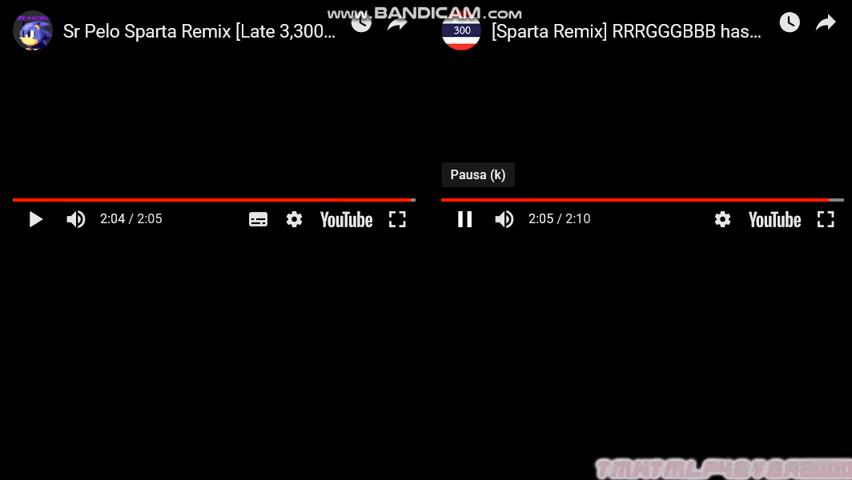 www.BANDICAM.com
Sr Pelo Sparta Remix [Late 3,300...
300
[Sparta Remix] RRRGGGBBB has...
Pausa (k)
2:04 / 2:05
YouTube
2:05 / 2:10
YouTube